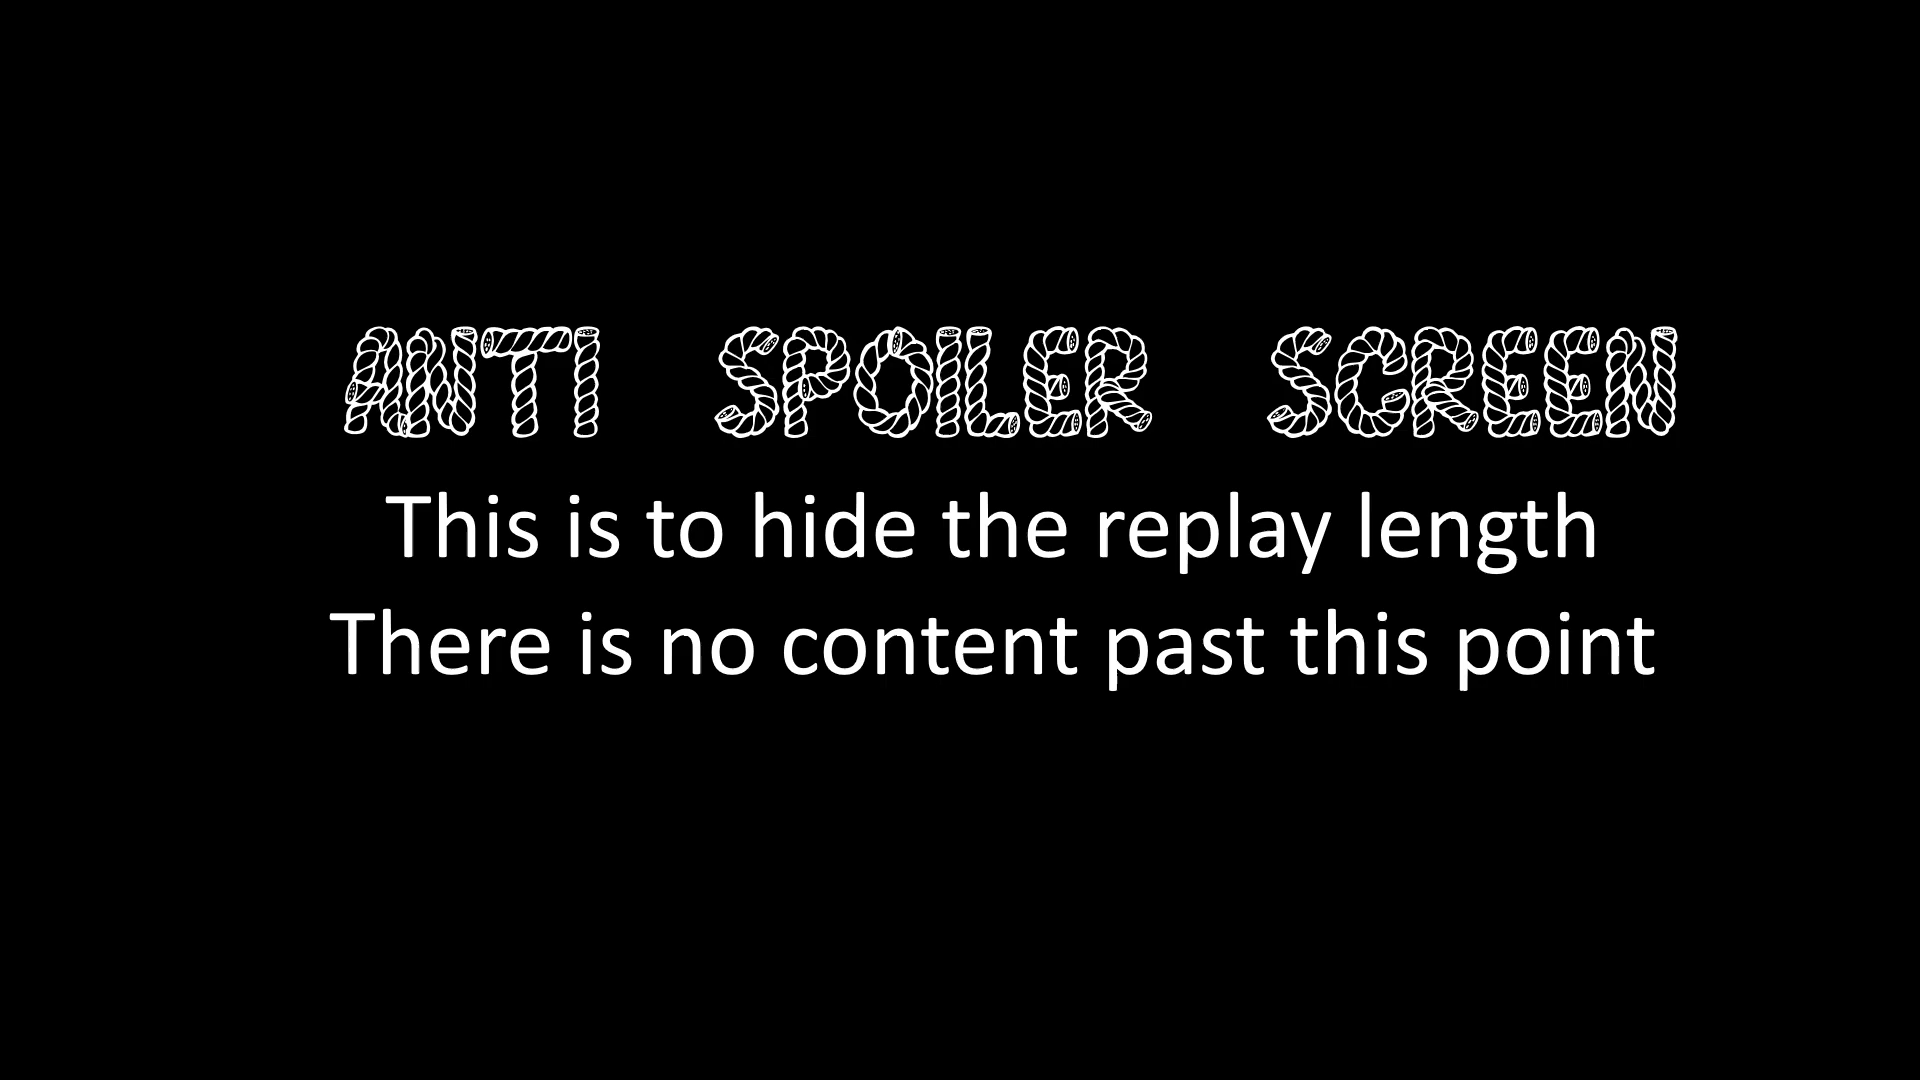 ANTI SPOILER SCREEN
This is to hide the replay length
There is no content past this point